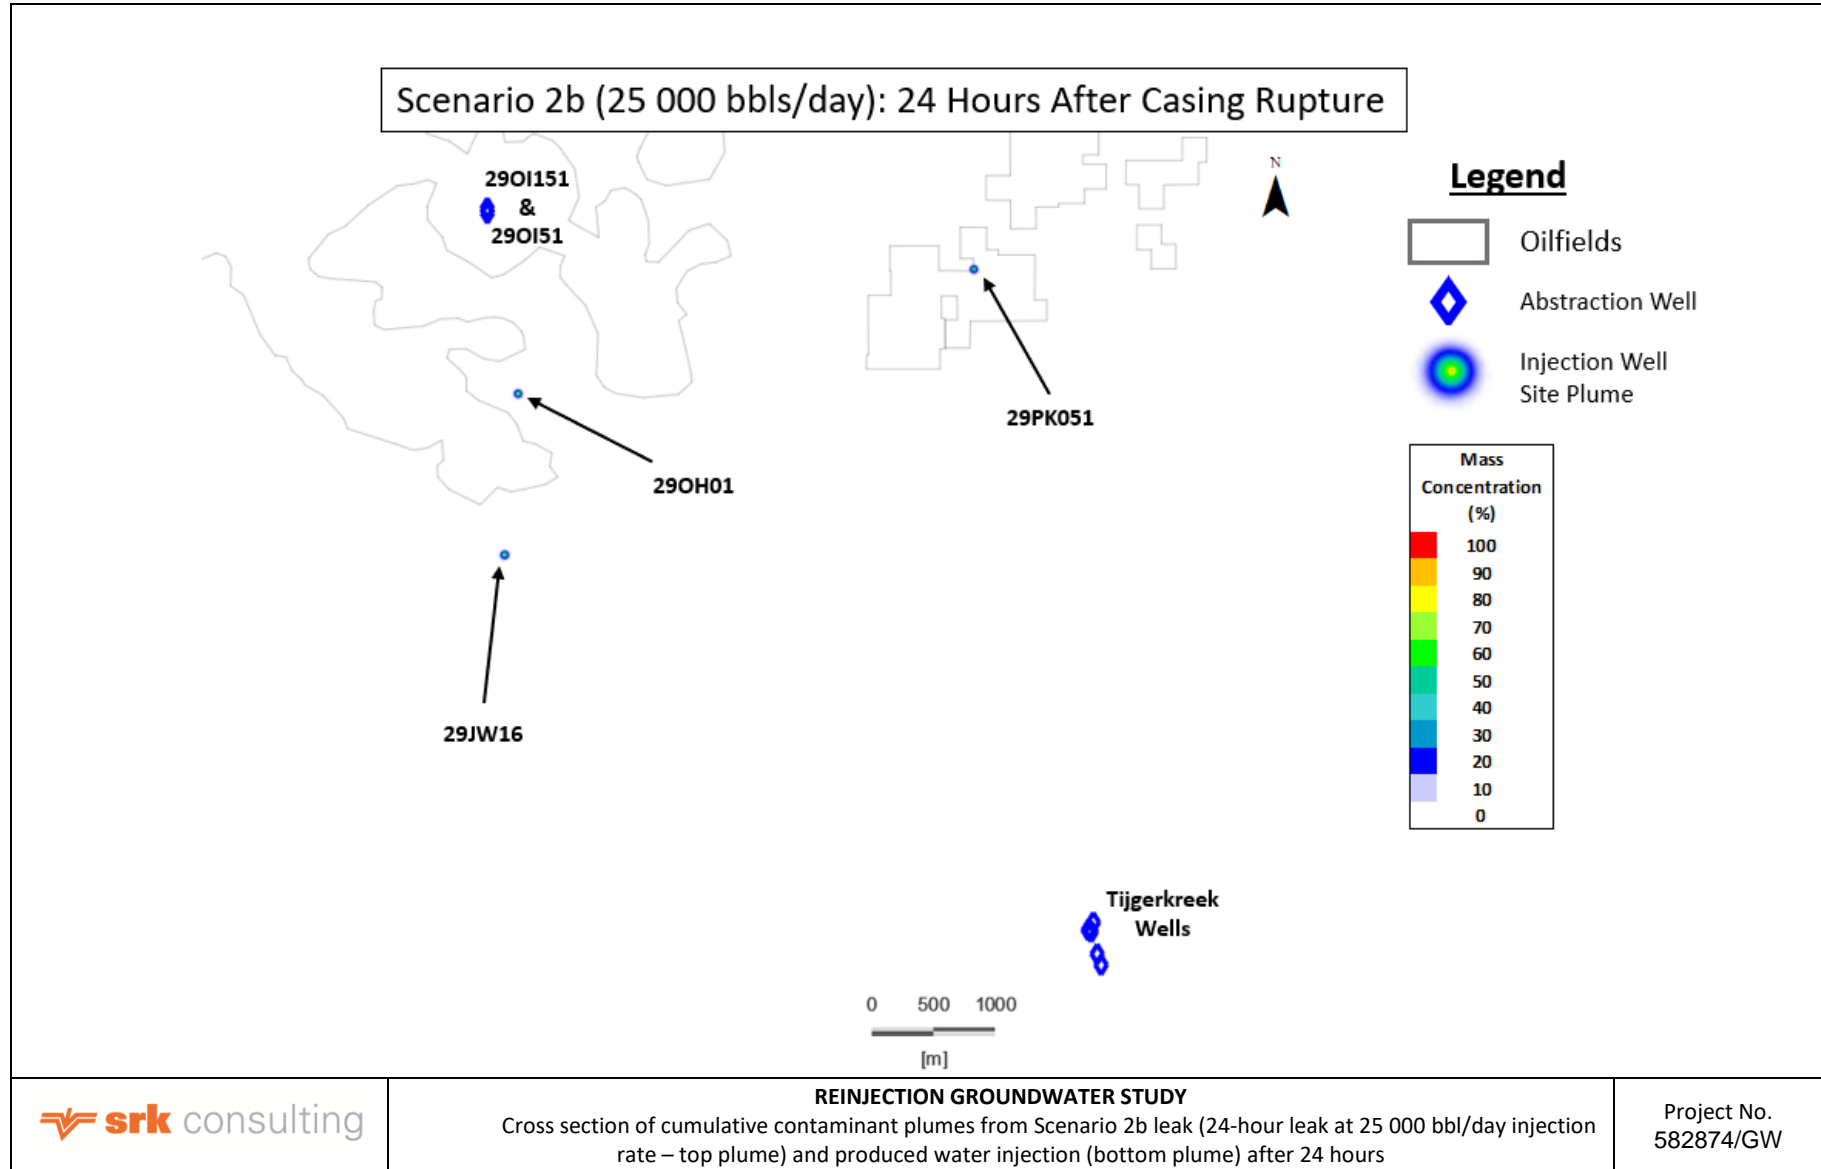 Scenario 2b (25 000 bbls/day): 24 Hours After Casing Rupture
29OI151
&
29OI51
N
Legend
Oilfields
Abstraction Well
Injection Well
Site Plume
29PK051
29OH01
29JW16
Mass
Concentration
(%)
100
90
80
70
60
50
40
30
20
10
0
Tijgerkreek
Wells
0 500 1000
[m]
srk consulting
REINJECTION GROUNDWATER STUDY
Cross section of cumulative contaminant plumes from Scenario 2b leak (24-hour leak at 25 000 bbl/day injection
rate – top plume) and produced water injection (bottom plume) after 24 hours
Project No.
582874/GW